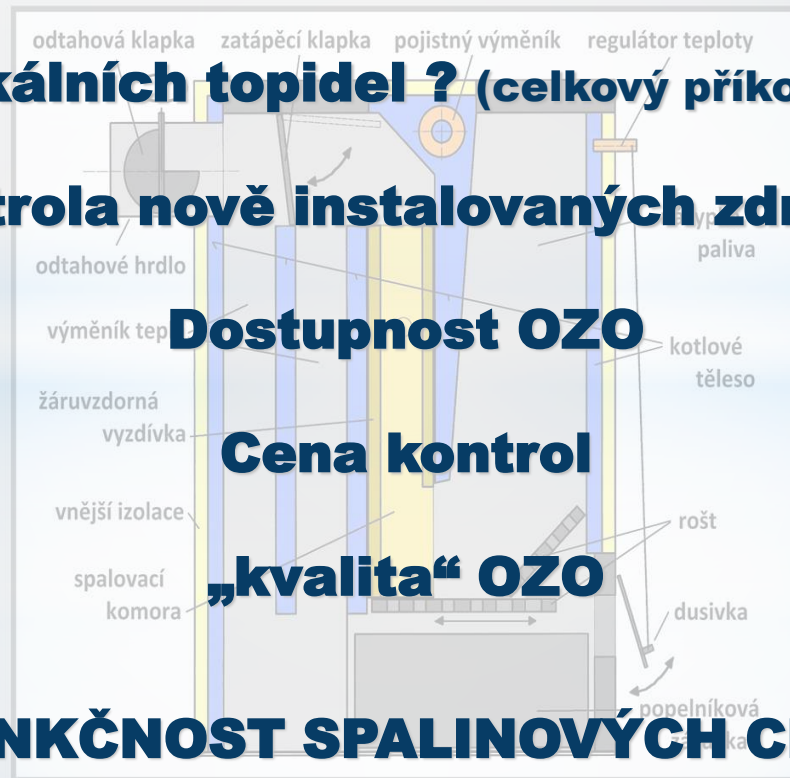 odtahová klapka zatápěcí klapka pojistný výměník regulátor teploty
kálních topidel ? (celkový příko
trola nově instalovaných zdr
paliva
odtahové hrdlo
Dostupnost OZO
výměník tep
kotlové
těleso
žáruvzdorná
vyzdívka
Cena kontrol
vnější izolace
rošt
„kvalita“ OZO
spalovací
komora
dusivka
popelníková
NKČNOST SPALINOVÝCH C